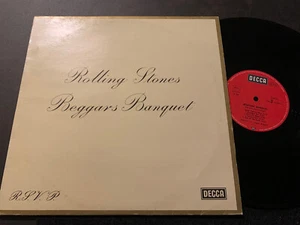 Rolling Stones
Beggars Banquet
R.S.V.P.
DECCA
DECCA